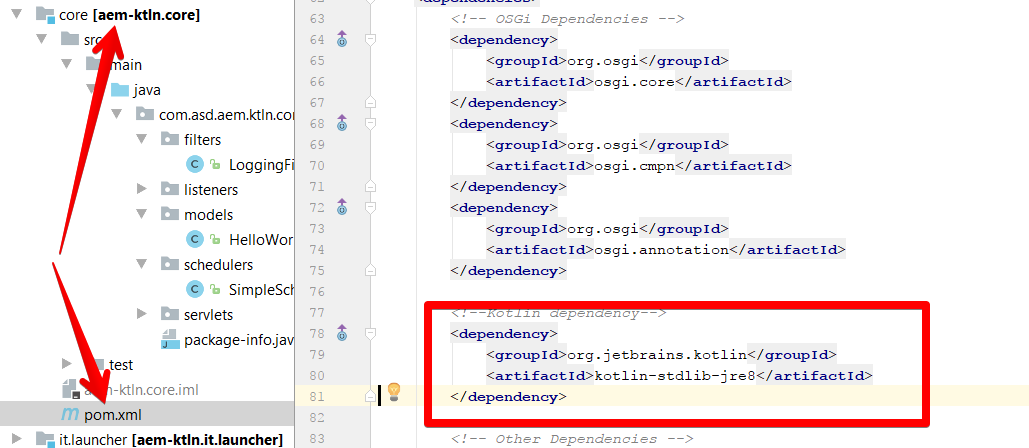 core [aem-ktln.core]
src
main
java
com.asd.aem.ktln.cor
filters
LoggingFi
listeners
models
HelloWor
schedulers
SimpleSch
servlets
package-info.java
test
aem-ktln.core.iml
pom.xml
it.launcher [aem-ktln.it.launcher]
62 <dependencies>
63 <!-- OSGi Dependencies -->
64 <dependency>
65 <groupId>org.osgi</groupId>
66 <artifactId>osgi.core</artifactId>
67 </dependency>
68 <dependency>
69 <groupId>org.osgi</groupId>
70 <artifactId>osgi.cmpn</artifactId>
71 </dependency>
72 <dependency>
73 <groupId>org.osgi</groupId>
74 <artifactId>osgi.annotation</artifactId>
75 </dependency>
76
77 <!--Kotlin dependency-->
78 <dependency>
79 <groupId>org.jetbrains.kotlin</groupId>
80 <artifactId>kotlin-stdlib-jre8</artifactId>
81 </dependency>
82
83 <!-- Other Dependencies -->